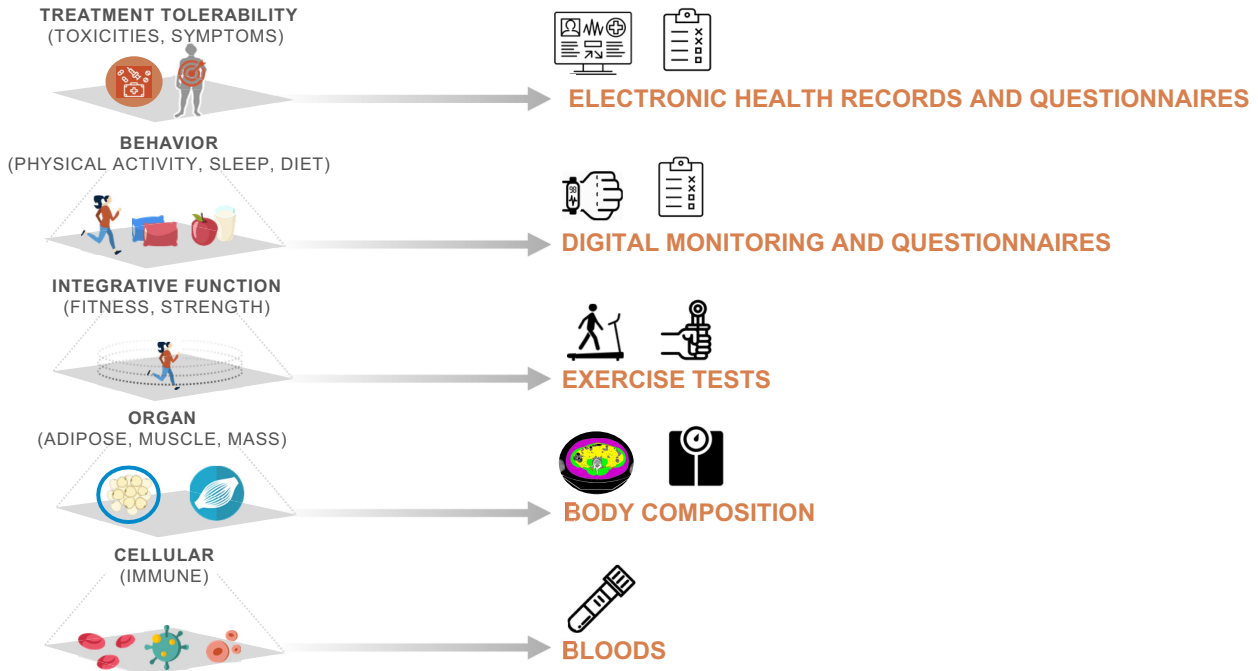 TREATMENT TOLERABILITY
(TOXICITIES, SYMPTOMS)
ELECTRONIC HEALTH RECORDS AND QUESTIONNAIRES
BEHAVIOR
(PHYSICAL ACTIVITY, SLEEP, DIET)
98
DIGITAL MONITORING AND QUESTIONNAIRES
INTEGRATIVE FUNCTION
(FITNESS, STRENGTH)
EXERCISE TESTS
ORGAN
(ADIPOSE, MUSCLE, MASS)
BODY COMPOSITION
CELLULAR
(IMMUNE)
BLOODS